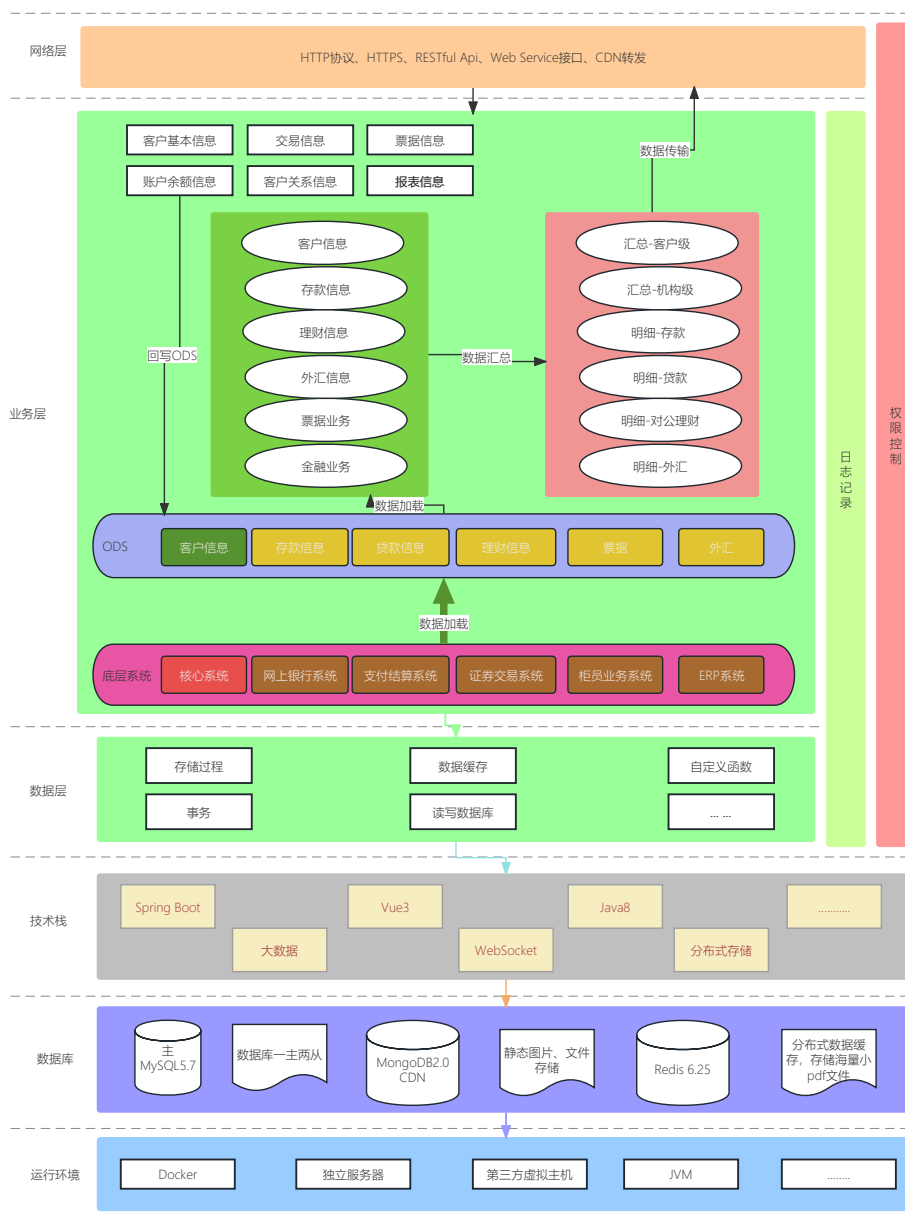 网络层
HTTP协议、HTTPS、RESTful Api、Web Service接口、CDN转发
客户基本信息
交易信息
票据信息
数据传输
账户余额信息
客户关系信息
报表信息
客户信息
存款信息
理财信息
外汇信息
票据业务
金融业务
汇总-客户级
汇总-机构级
明细-存款
明细-贷款
明细-对公理财
明细-外汇
回写ODS
数据汇总
业务层
数据加载
ODS
客户信息
存款信息
贷款信息
理财信息
票据
外汇
数据加载
底层系统
核心系统
网上银行系统
支付结算系统
证券交易系统
柜员业务系统
ERP系统
日志记录
权限控制
数据层
存储过程
数据缓存
自定义函数
事务
读写数据库
... ...
技术栈
Spring Boot
Vue3
Java8
...........
大数据
WebSocket
分布式存储
数据库
主
MySQL5.7
数据库一主两从
MongoDB2.0
CDN
静态图片、文件
存储
Redis 6.25
分布式数据缓
存，存储海量小
pdf文件
运行环境
Docker
独立服务器
第三方虚拟主机
JVM
........